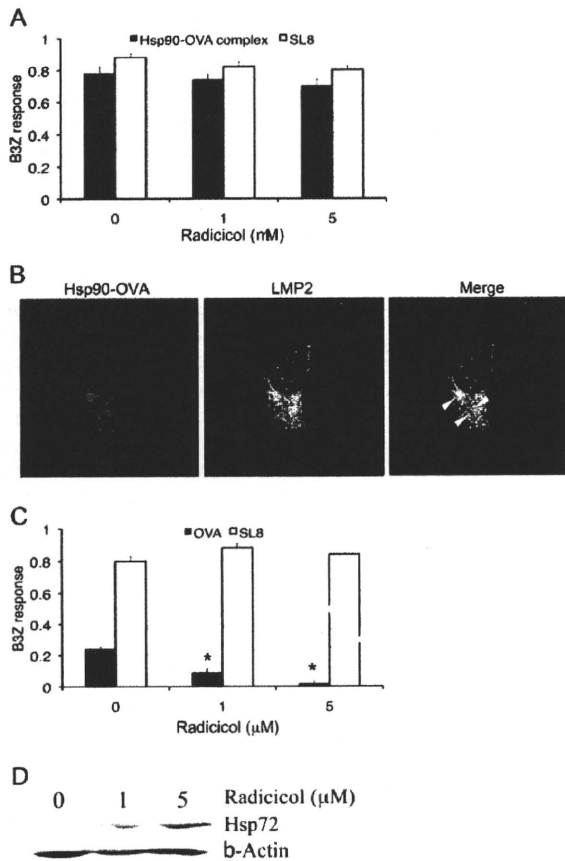 A
Hsp90-OVA complex SL8
B3Z response
1
0.8
0.6
0.4
0.2
0
0 1 5
Radicicol (mM)
B
Hsp90-OVA LMP2 Merge
C
OVA SL8
B3Z response
1
0.8
0.6
0.4
0.2
0
* *
0 1 5
Radicicol (μM)
D
0 1 5 Radicicol (μM)
Hsp72
b-Actin